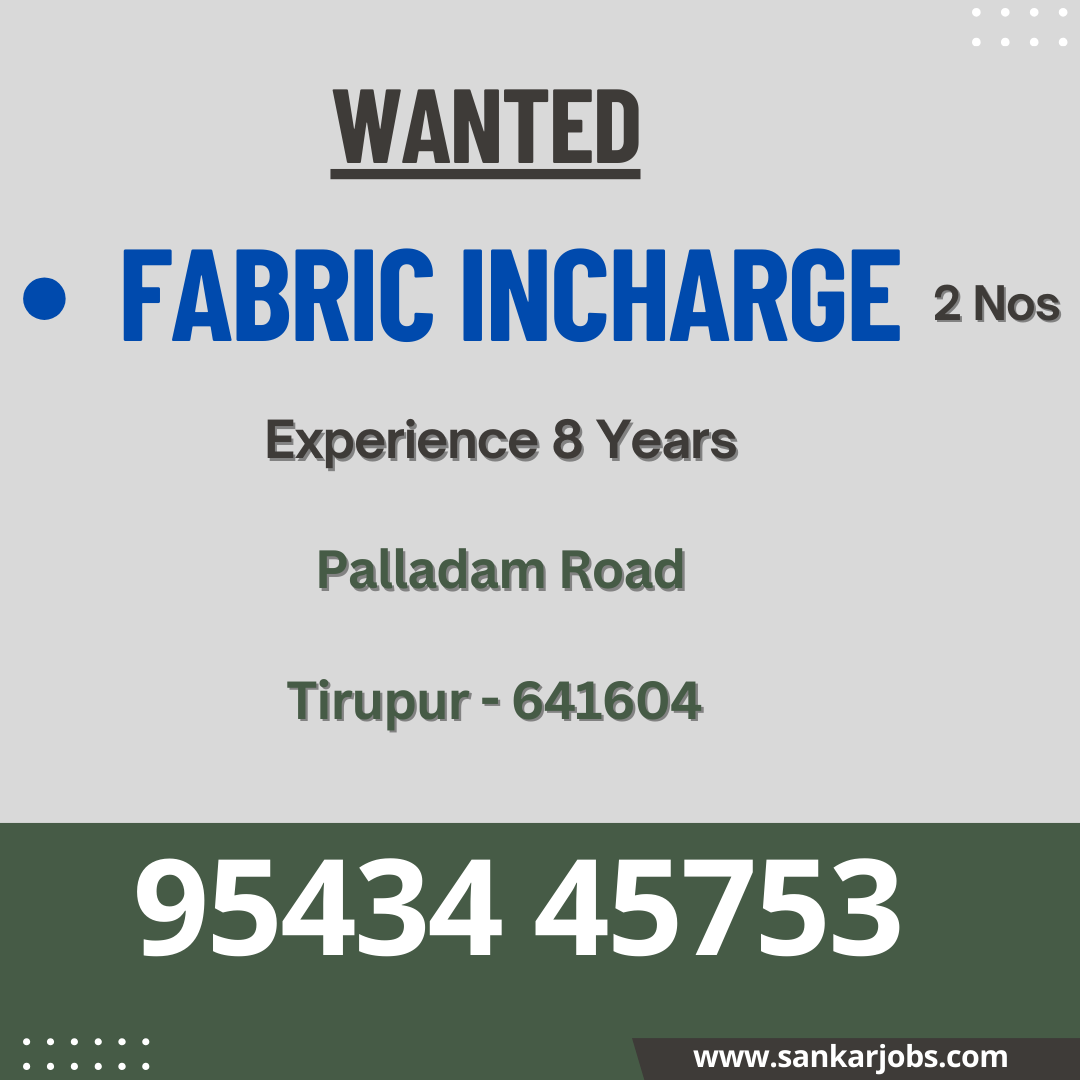 WANTED
• FABRIC INCHARGE 2 Nos
Experience 8 Years
Palladam Road
Tirupur - 641604
95434 45753
www.sankarjobs.com